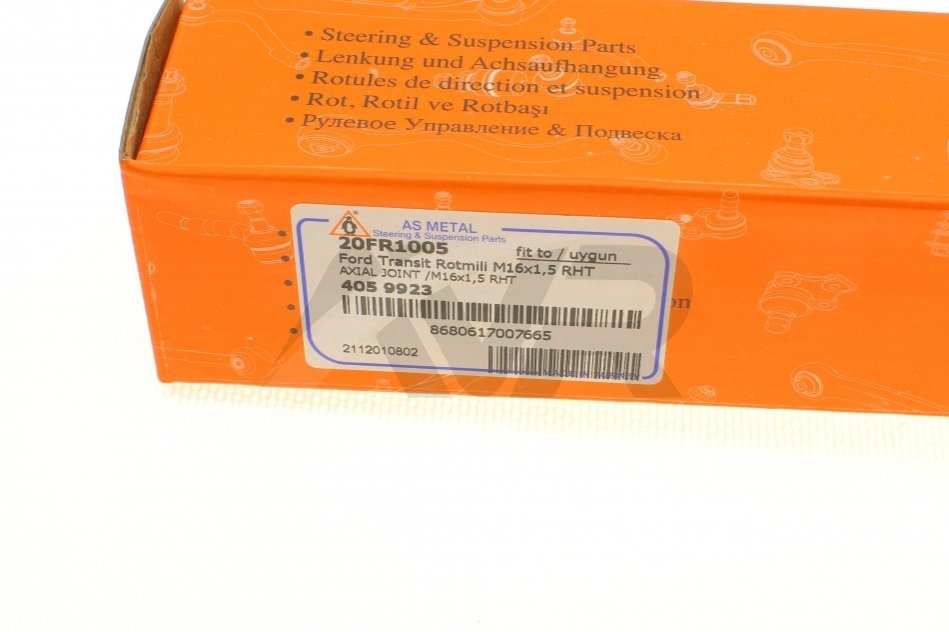 • Steering & Suspension Parts
• Lenkung und Achsaufhangung
• Rotules de direction et suspension
• Rot, Rotil ve Rotbaşı
• Рулевое Управление & Подвеска
AS METAL
Steering & Suspension Parts
20FR1005 fit to / uygun
Ford Transit Rotmili M16x1,5 RHT
AXIAL JOINT /M16x1,5 RHT
405 9923
8680617007665
2112010802